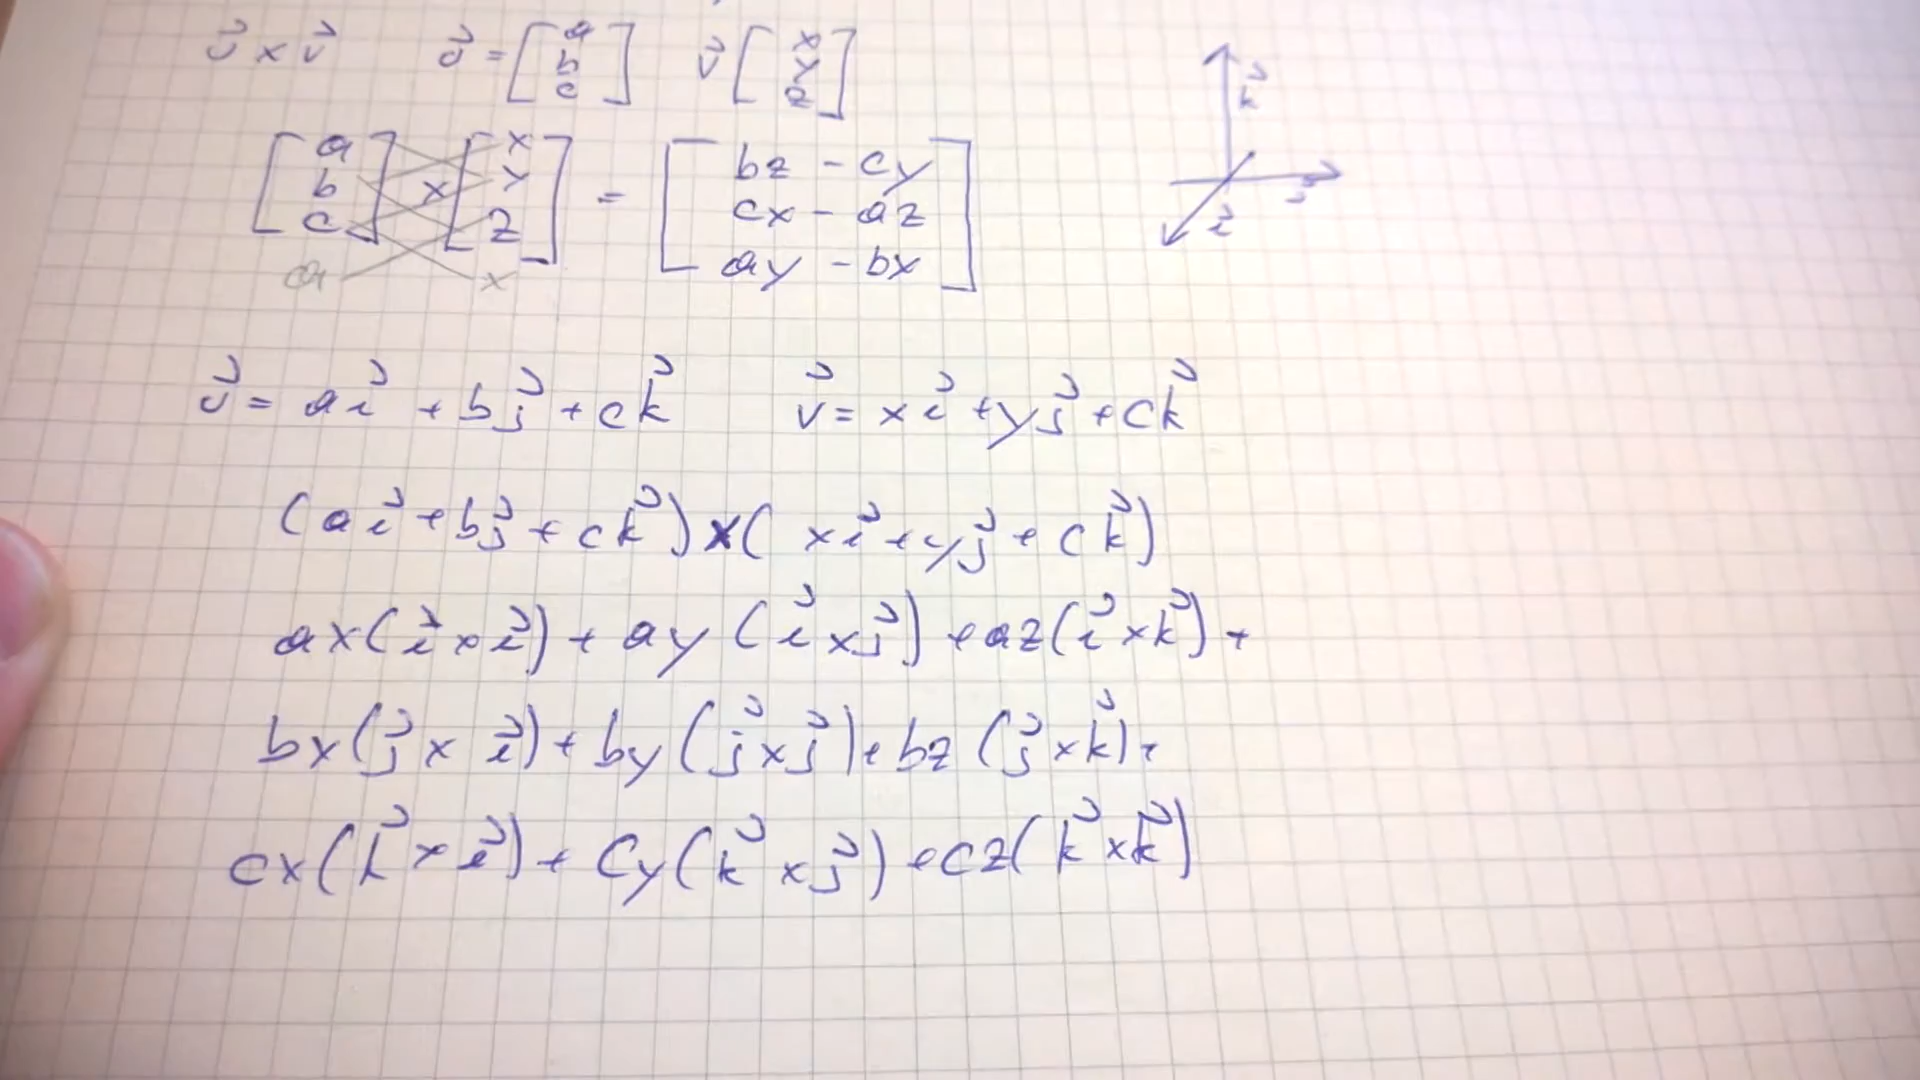 u⃗ × v⃗   u⃗ = [a b c]   v⃗ [x y z]
k⃗
[a b c] × [x y z] = [bz - cy  cx - az  ay - bx]
j⃗
i⃗
a x
u⃗ = ai⃗ + bj⃗ + ck⃗   v⃗ = xi⃗ + yj⃗ + ck⃗
(ai⃗ + bj⃗ + ck⃗) × (xi⃗ + yj⃗ + ck⃗)
ax(i⃗ × i⃗) + ay(i⃗ × j⃗) + az(i⃗ × k⃗) +
bx(j⃗ × i⃗) + by(j⃗ × j⃗) + bz(j⃗ × k⃗) +
cx(k⃗ × i⃗) + cy(k⃗ × j⃗) + cz(k⃗ × k⃗)